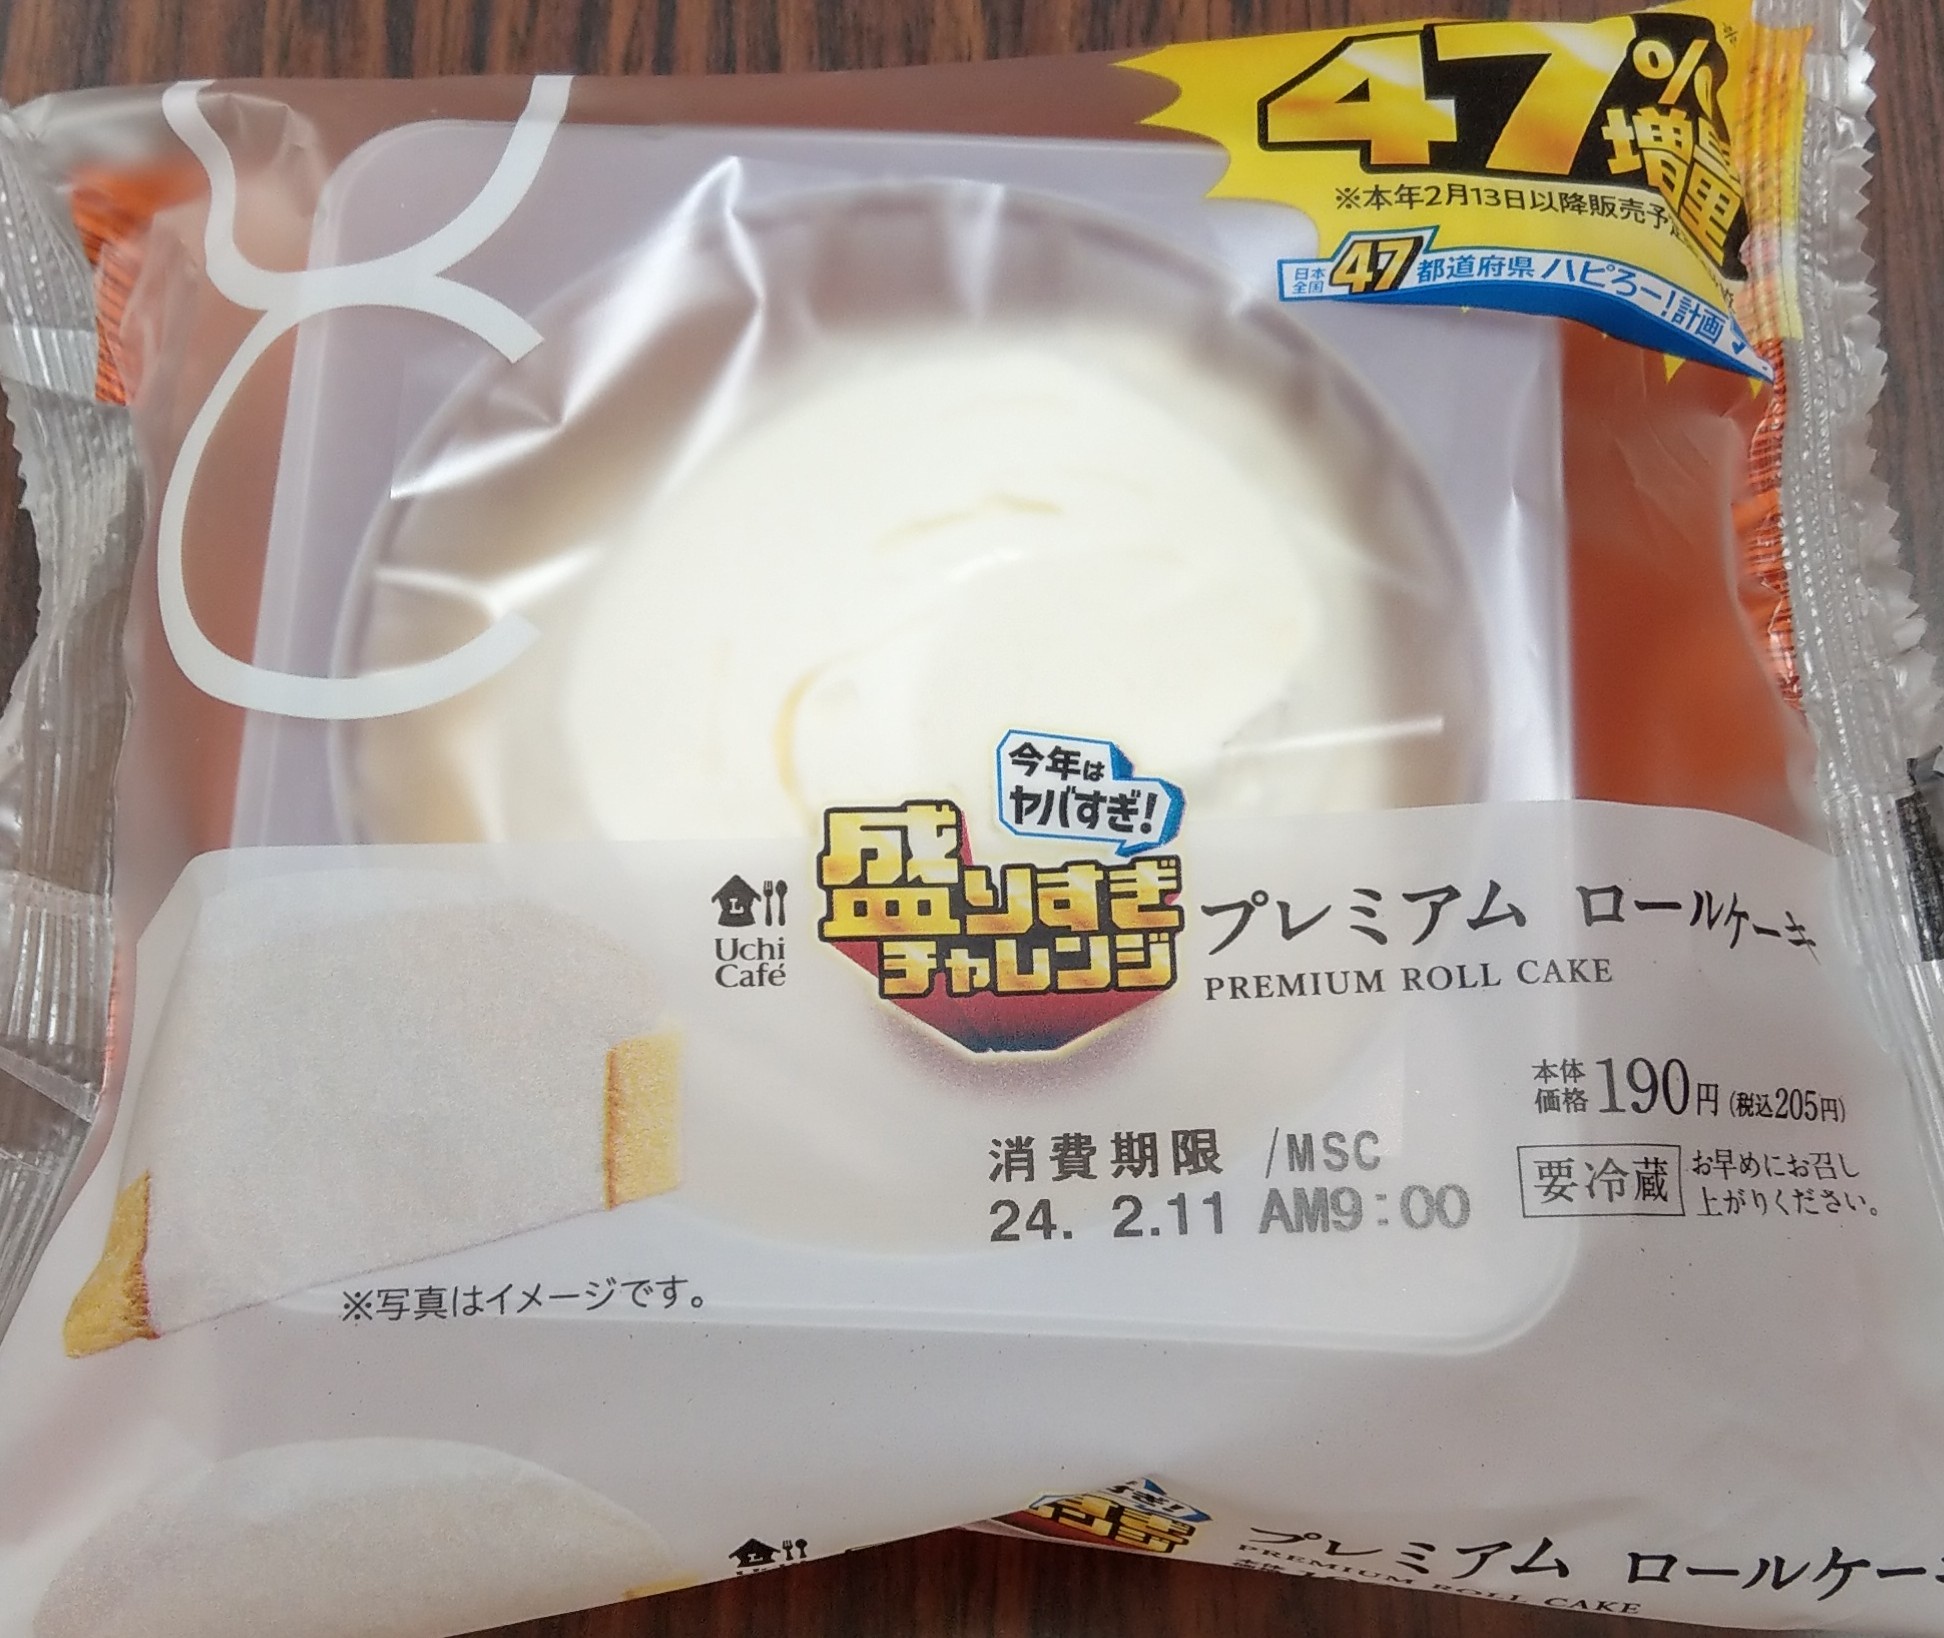 47%
増量
※本年2月13日以降販売予
日本全国47都道府県ハピろー!計画
今年は
ヤバすぎ!
盛りすぎ
チャレンジ
Uchi
Café
プレミアム ロールケーキ
PREMIUM ROLL CAKE
本体価格190円(税込205円)
消費期限 /MSC
24. 2.11 AM9:00
要冷蔵
お早めにお召し
上がりください。
※写真はイメージです。
プレミアム ロールケー
PREMIUM ROLL CAKE